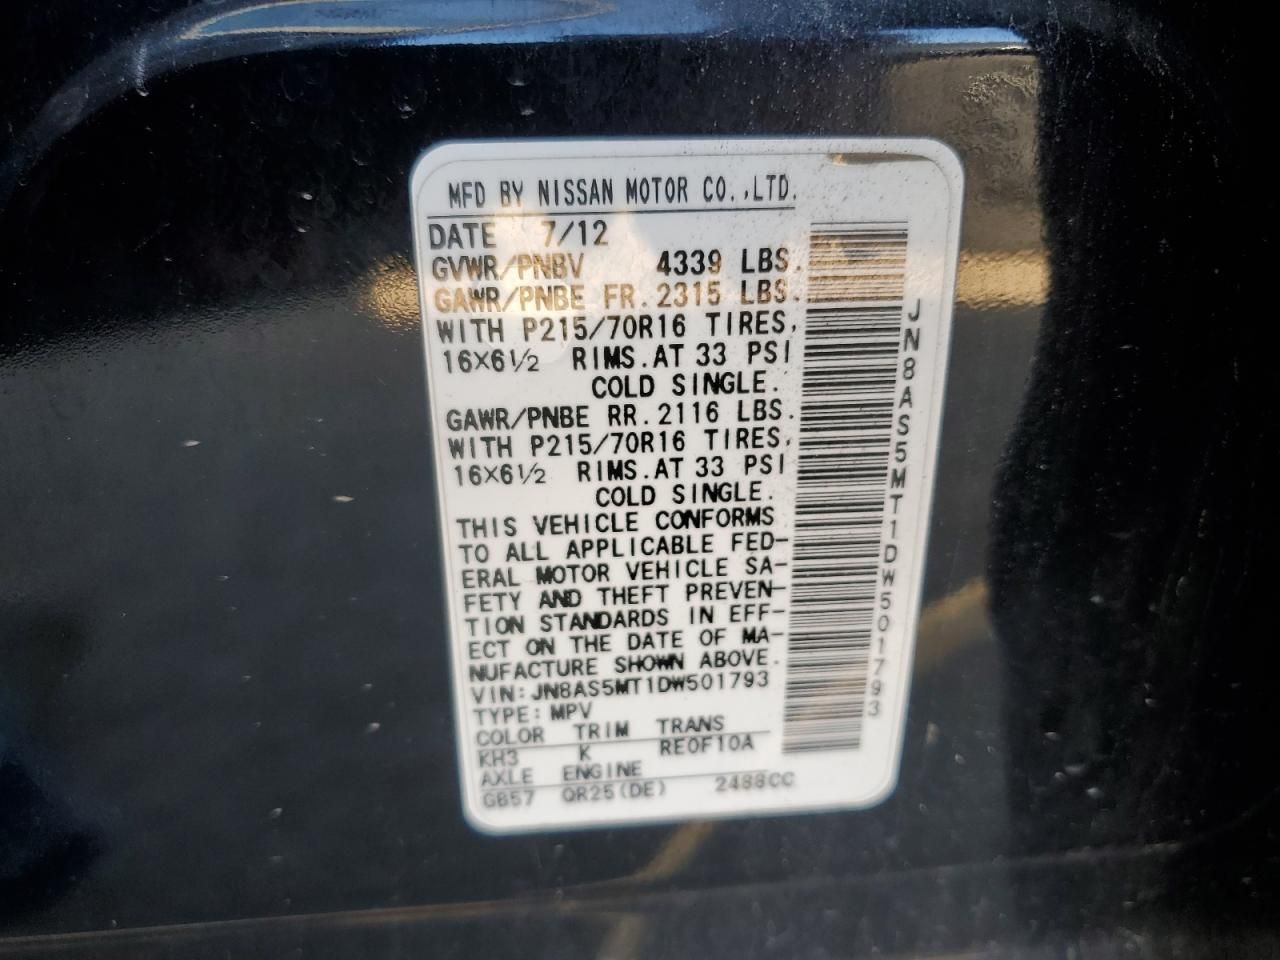 MFD BY NISSAN MOTOR CO.,LTD.
DATE 7/12
GVWR/PNBV 4339 LBS.
GAWR/PNBE FR.2315 LBS.
WITH P215/70R16 TIRES,
16X6½ RIMS.AT 33 PSI
COLD SINGLE.
GAWR/PNBE RR.2116 LBS.
WITH P215/70R16 TIRES,
16X6½ RIMS.AT 33 PSI
COLD SINGLE.
THIS VEHICLE CONFORMS
TO ALL APPLICABLE FED-
ERAL MOTOR VEHICLE SA-
FETY AND THEFT PREVEN-
TION STANDARDS IN EFF-
ECT ON THE DATE OF MA-
NUFACTURE SHOWN ABOVE.
VIN:JN8AS5MT1DW501793
TYPE:MPV
COLOR TRIM TRANS
KH3 K RE0F10A
AXLE ENGINE
GB57 QR25(DE) 2488CC
JN8AS5MT1DW501793